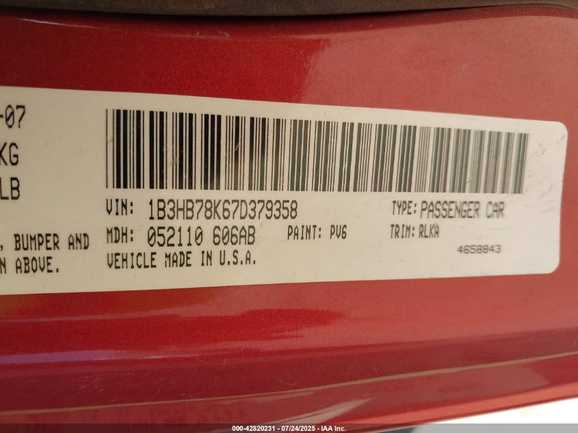 -07
KG
LB
VIN: 1B3HB78K67D379358
TYPE: PASSENGER CAR
, BUMPER AND
N ABOVE.
MDH: 052110 606AB
PAINT: PV6
TRIM: RLKA
VEHICLE MADE IN U.S.A.
4658843
000-42820231 - 07/24/2025 - IAA Inc.